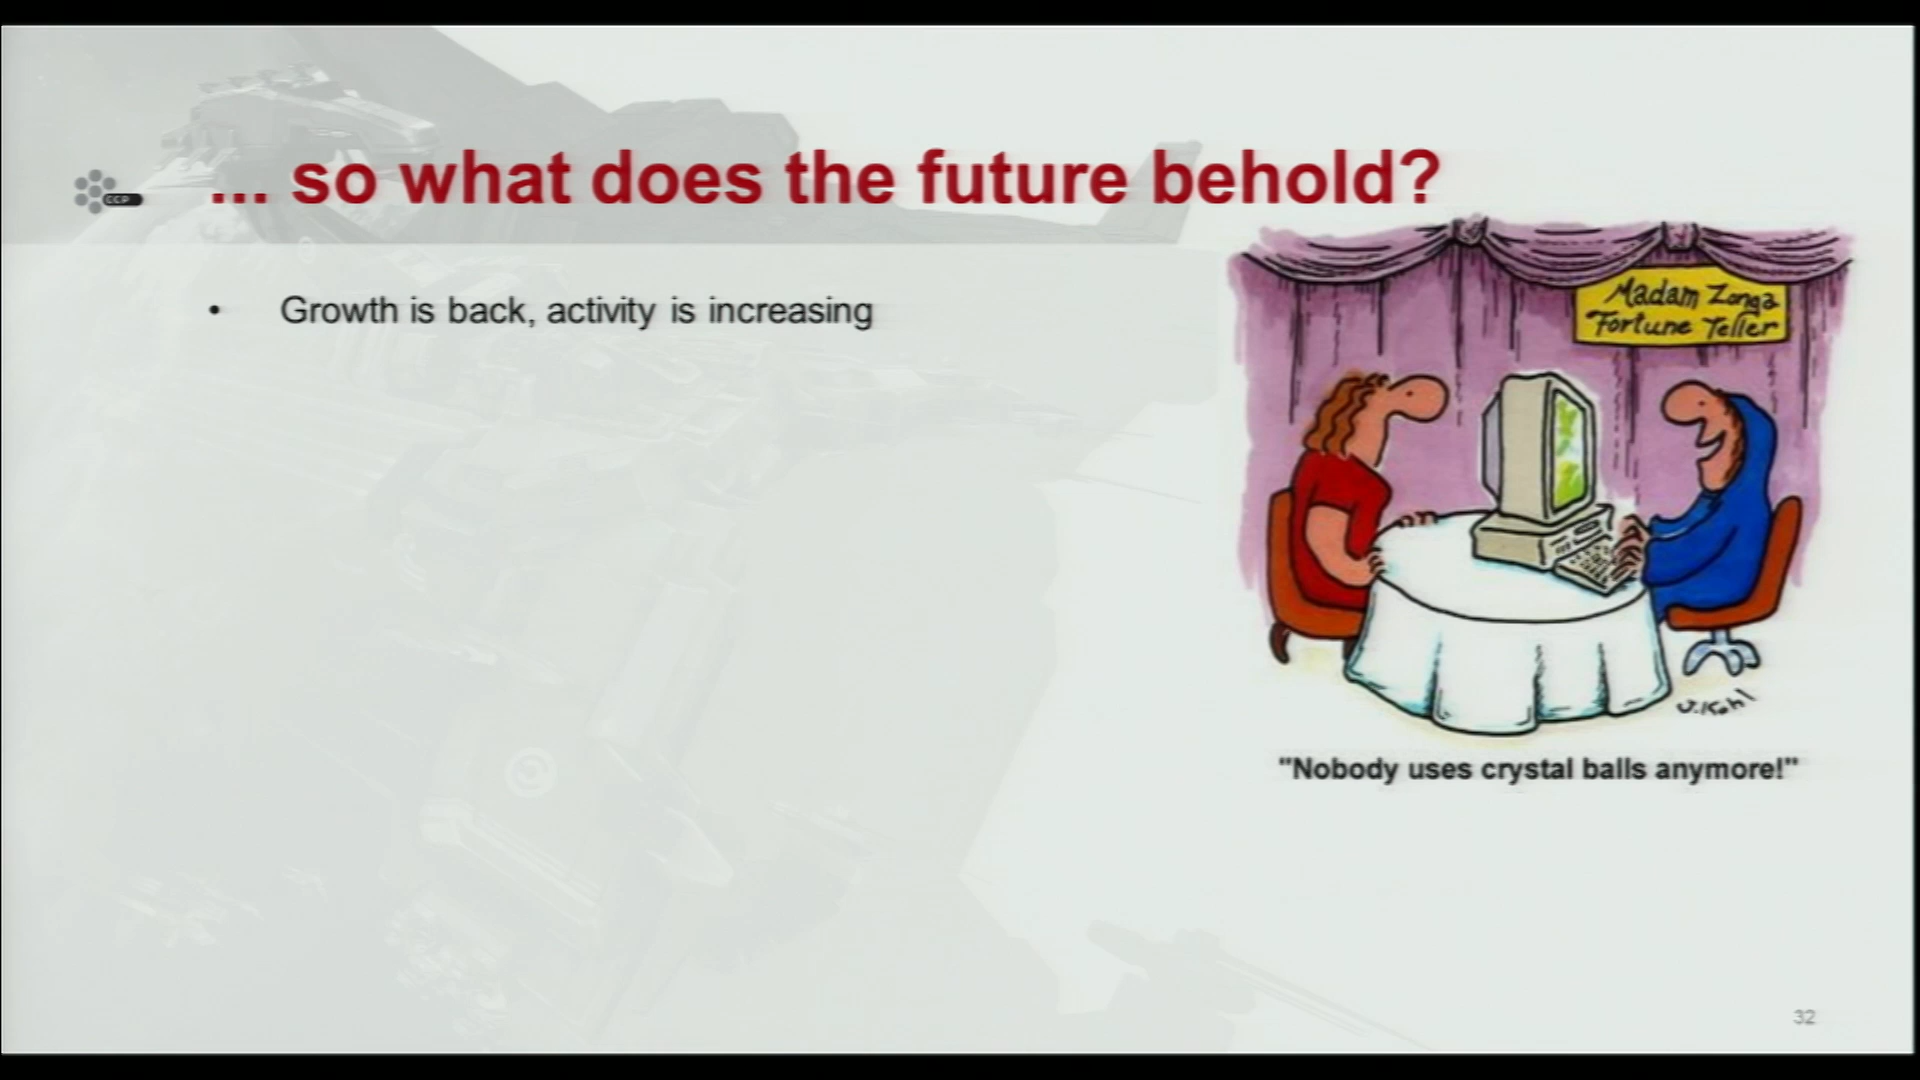 ... so what does the future behold?
CCP
• Growth is back, activity is increasing
Madam Zonga
Fortune Teller
J.Kohl
"Nobody uses crystal balls anymore!"
32